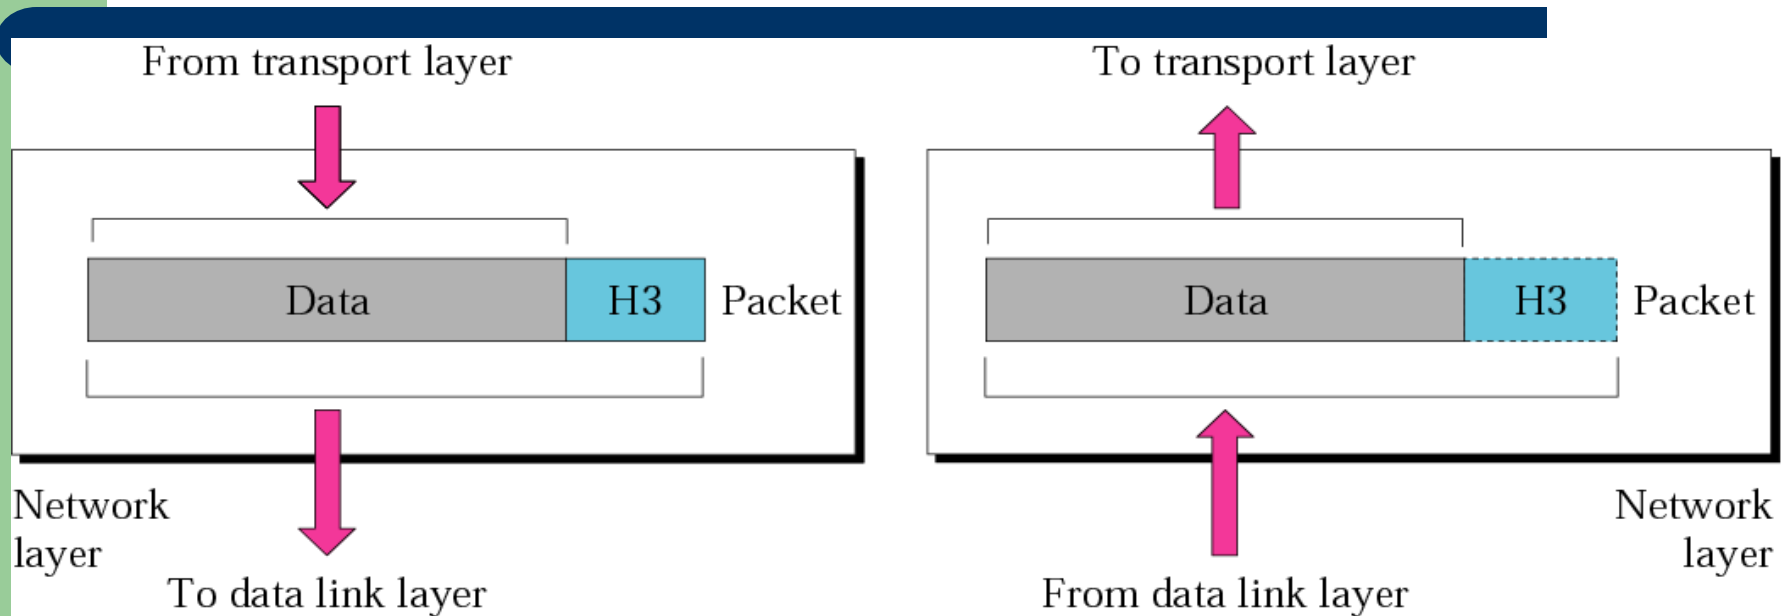 From transport layer
To transport layer
Data
H3
Packet
Data
H3
Packet
Network
layer
Network
layer
To data link layer
From data link layer